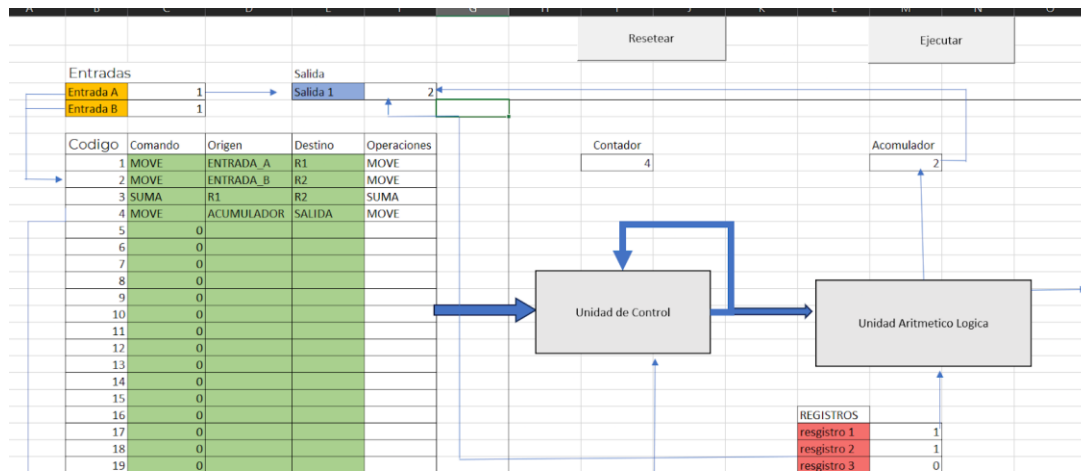 A B C D E F G H I J K L M N O
Resetear Ejecutar
Entradas Salida
Entrada A 1 Salida 1 2
Entrada B 1
Codigo Comando Origen Destino Operaciones Contador Acomulador
1 MOVE ENTRADA_A R1 MOVE 4 2
2 MOVE ENTRADA_B R2 MOVE
3 SUMA R1 R2 SUMA
4 MOVE ACUMULADOR SALIDA MOVE
5 0
6 0
7 0
8 0
9 0
10 0 Unidad de Control Unidad Aritmetico Logica
11 0
12 0
13 0
14 0
15 0
16 0 REGISTROS
17 0 resgistro 1 1
18 0 resgistro 2 1
19 0 resgistro 3 0